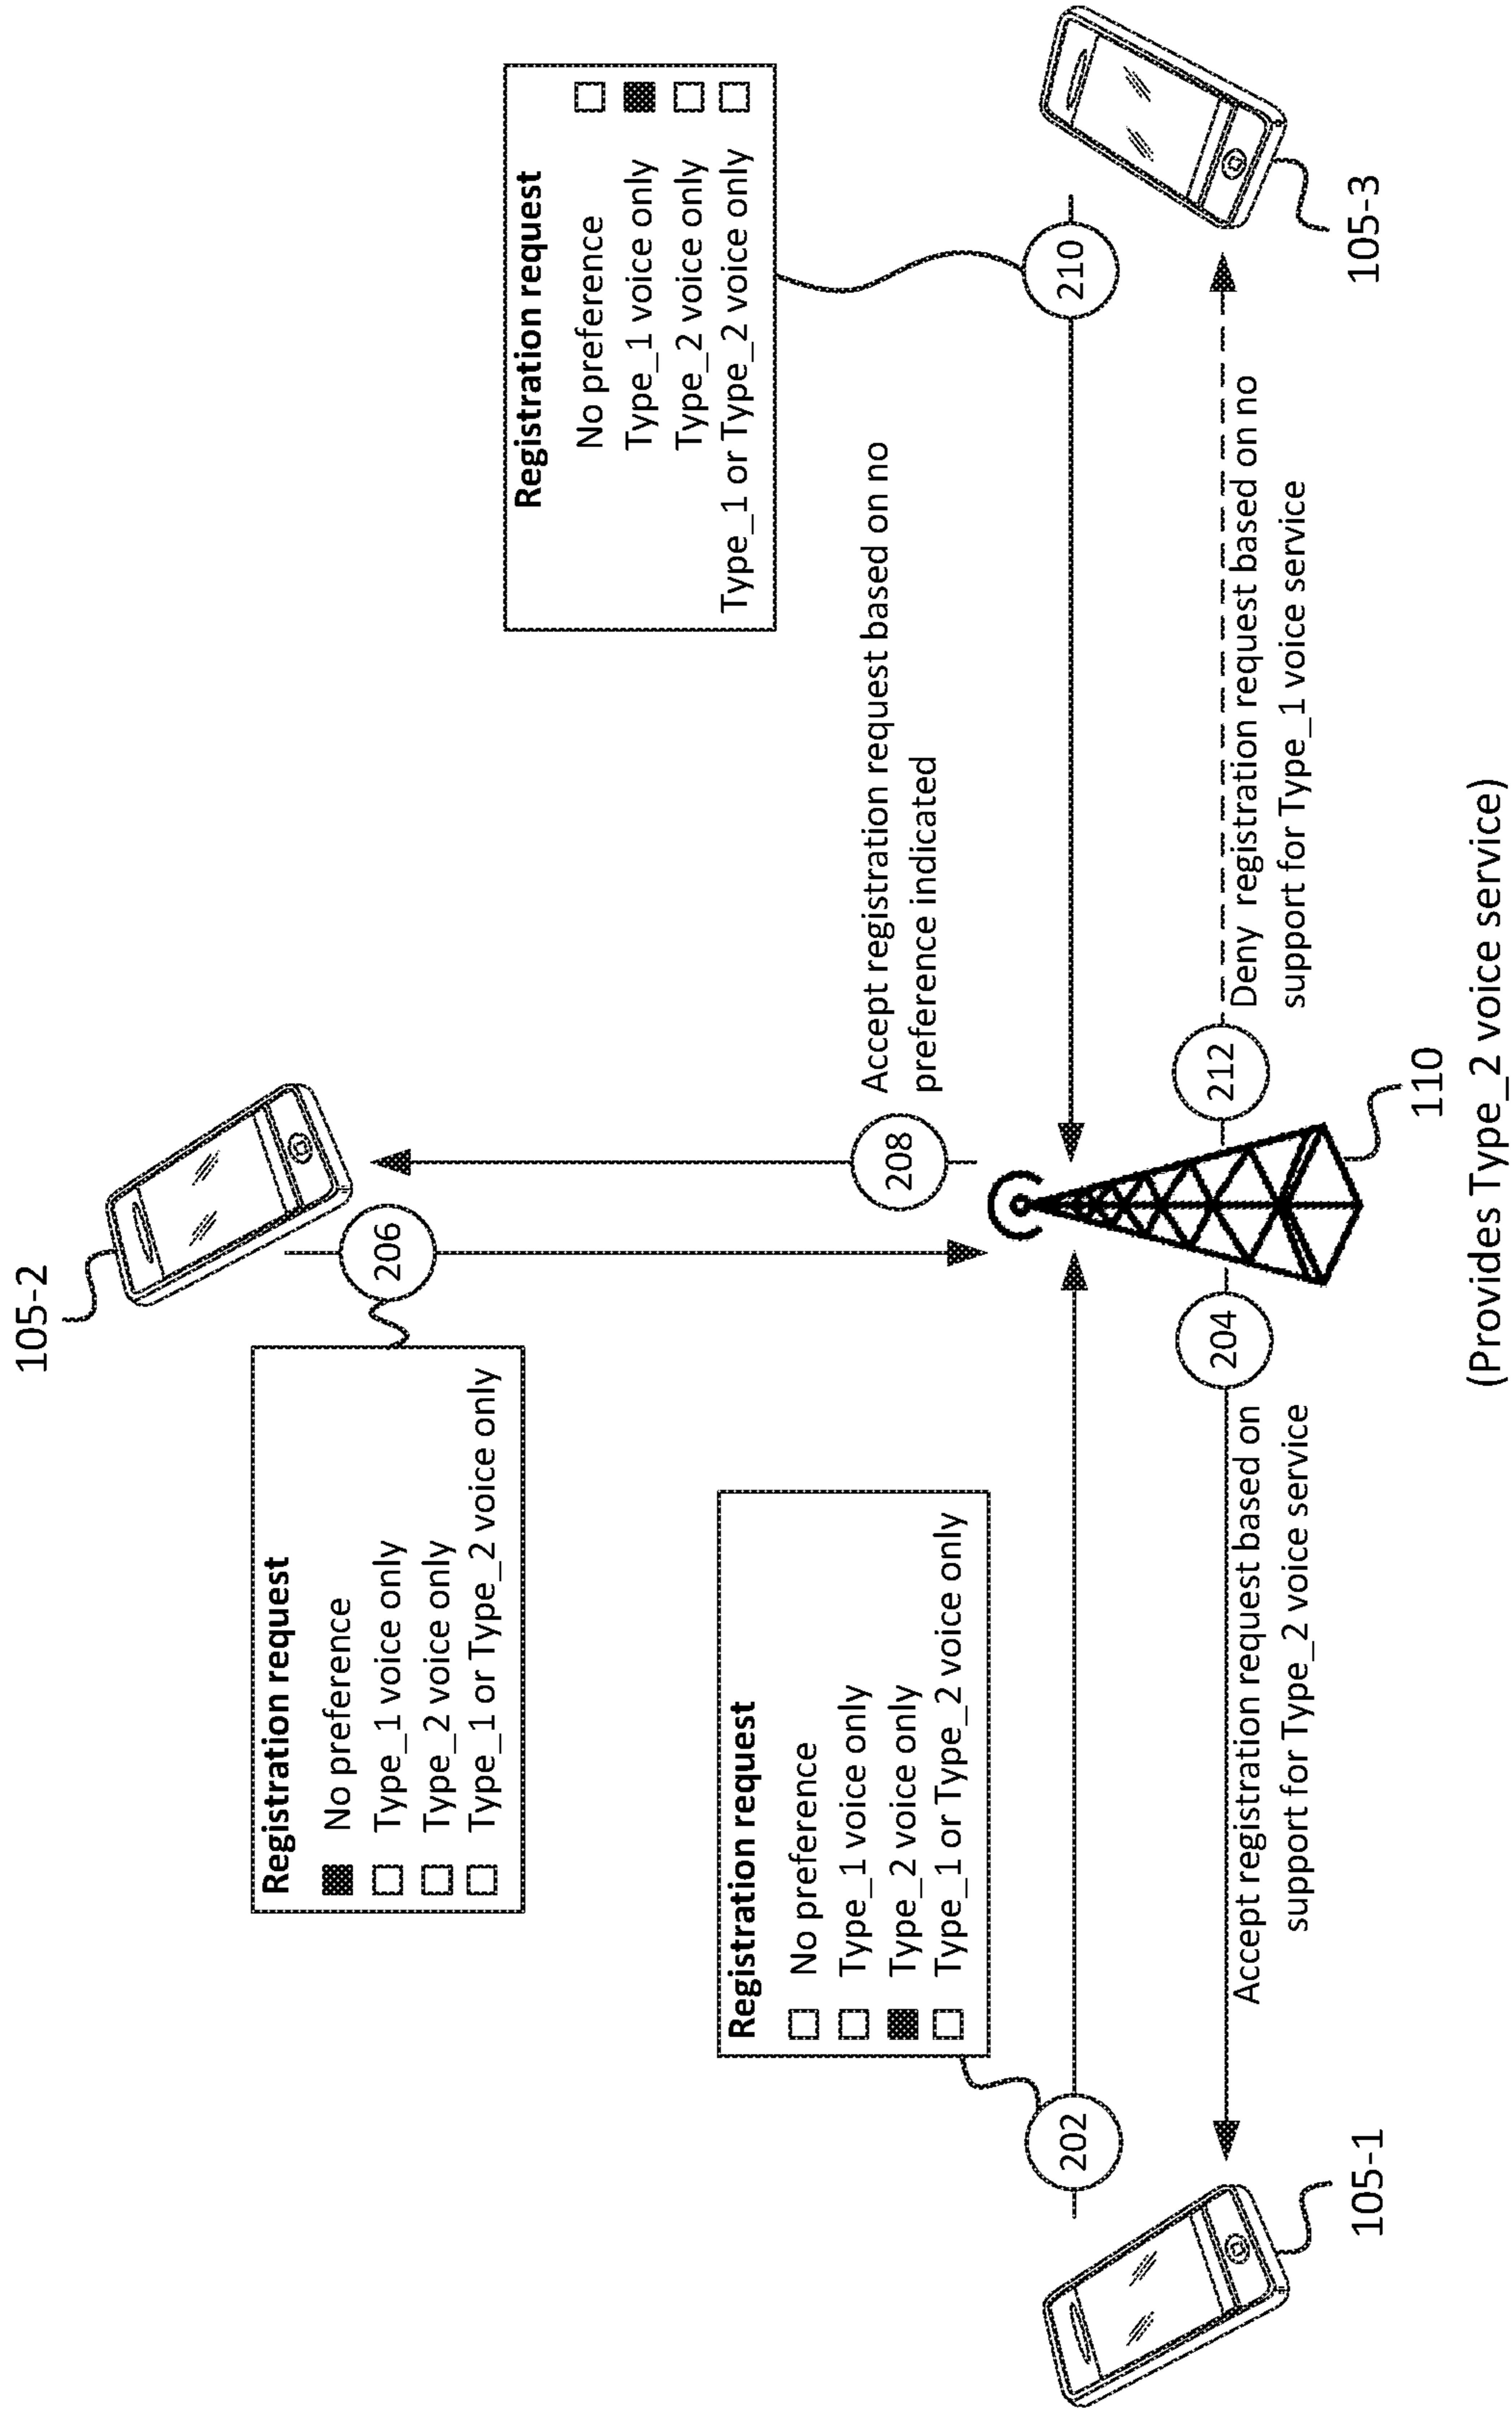 105-2
Registration request
No preference
Type_1 voice only
Type_2 voice only
Type_1 or Type_2 voice only
206
Registration request
No preference
Type_1 voice only
Type_2 voice only
Type_1 or Type_2 voice only
Registration request
No preference
Type_1 voice only
Type_2 voice only
Type_1 or Type_2 voice only
208
Accept registration request based on no
preference indicated
202
210
204
Accept registration request based on
support for Type_2 voice service
212
Deny registration request based on no
support for Type_1 voice service
105-1
110
105-3
(Provides Type_2 voice service)